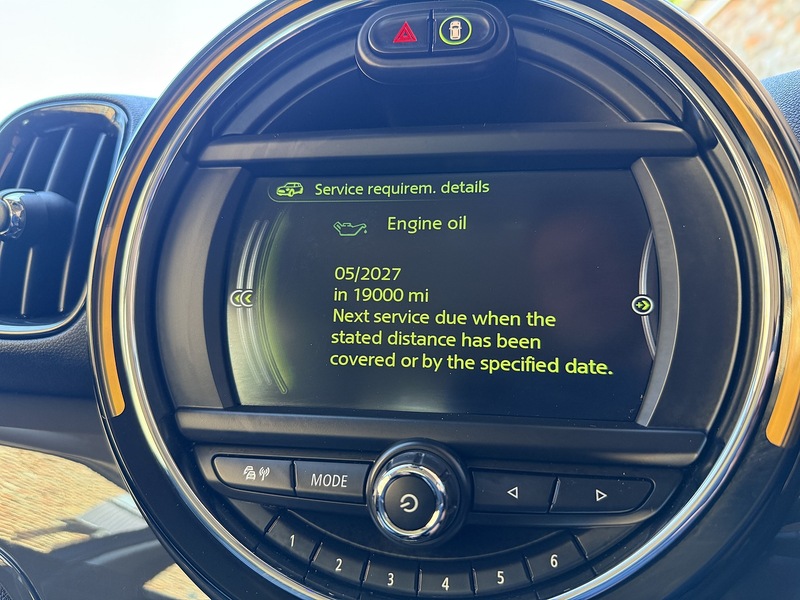 Service requirem. details
Engine oil
05/2027
in 19000 mi
Next service due when the
stated distance has been
covered or by the specified date.
MODE
1 2 3 4 5 6